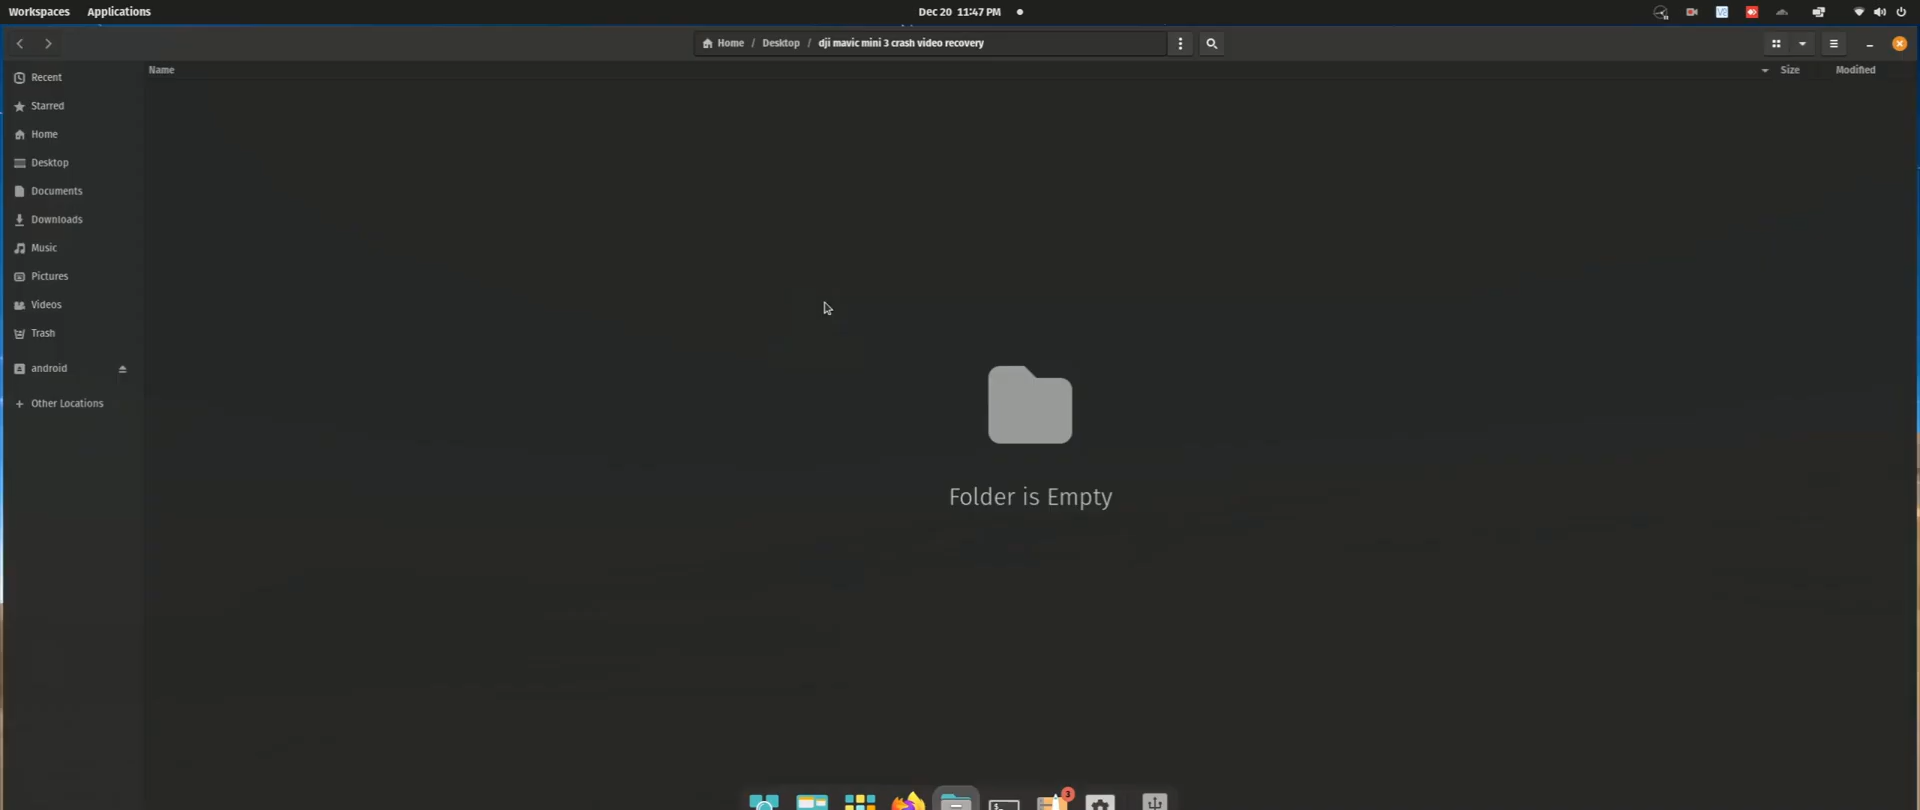 Workspaces Applications Dec 20 11:47 PM
Home / Desktop / dji mavic mini 3 crash video recovery
Name Size Modified
Recent
Starred
Home
Desktop
Documents
Downloads
Music
Pictures
Videos
Trash
android
Other Locations
Folder is Empty
3